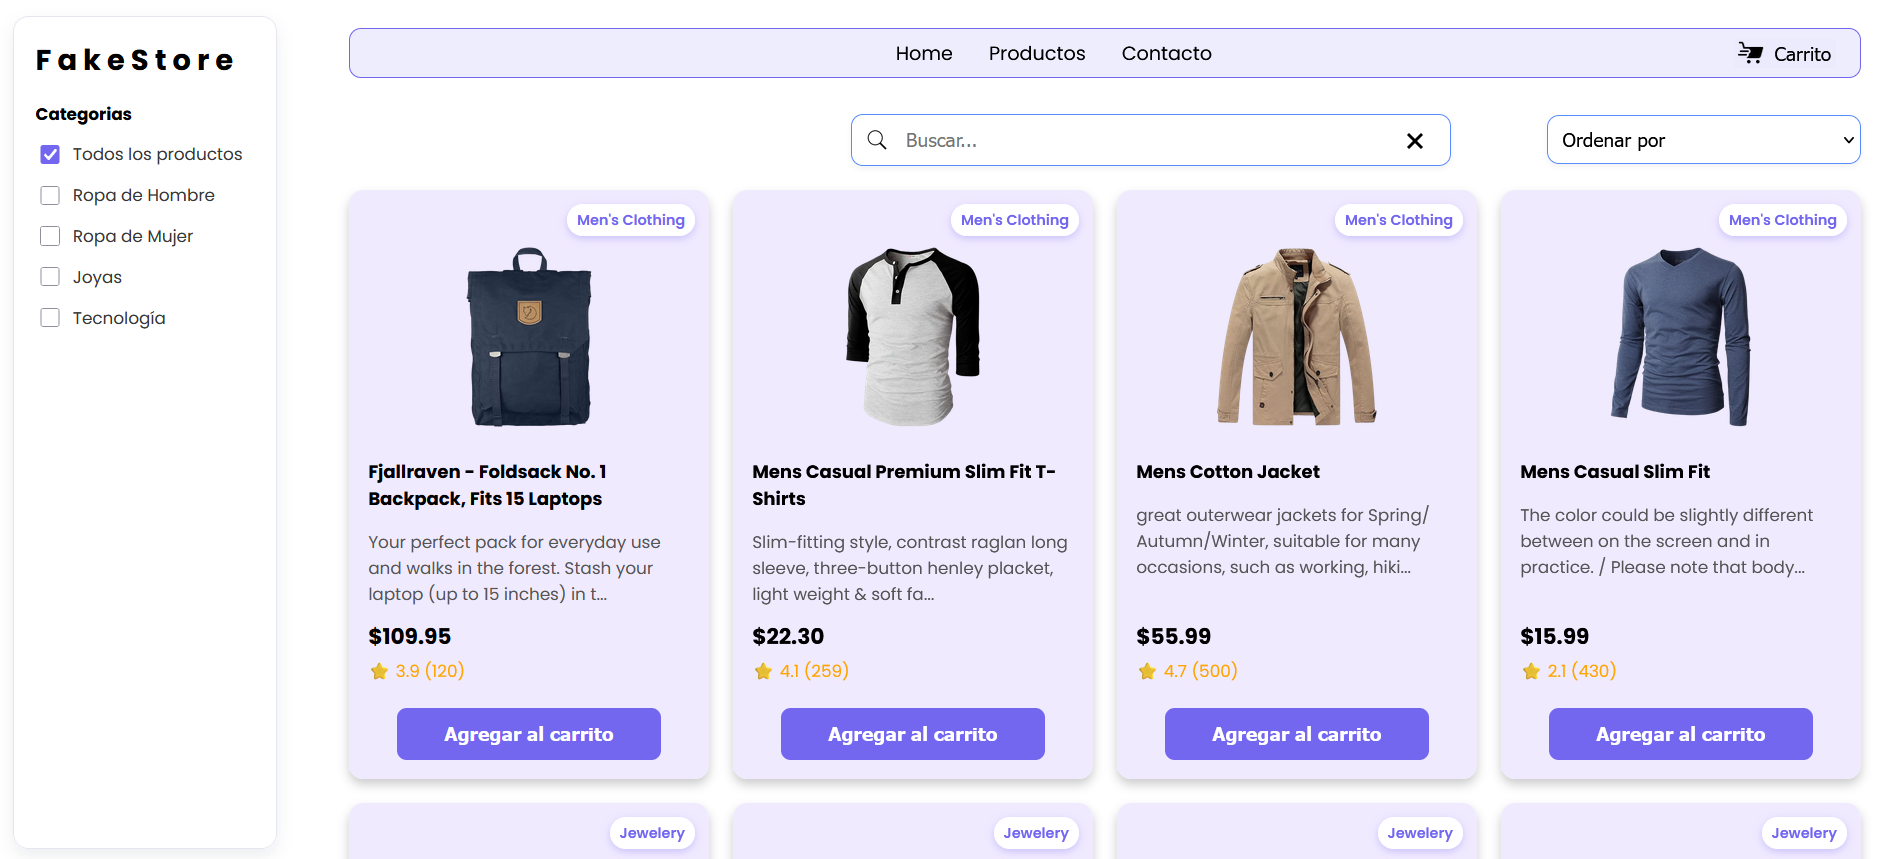 FakeStore
Categorias
Todos los productos
Ropa de Hombre
Ropa de Mujer
Joyas
Tecnología
Home Productos Contacto
Carrito
Buscar...
Ordenar por
Men's Clothing
Fjallraven - Foldsack No. 1
Backpack, Fits 15 Laptops
Your perfect pack for everyday use
and walks in the forest. Stash your
laptop (up to 15 inches) in t...
$109.95
3.9 (120)
Agregar al carrito
Men's Clothing
Mens Casual Premium Slim Fit T-
Shirts
Slim-fitting style, contrast raglan long
sleeve, three-button henley placket,
light weight & soft fa...
$22.30
4.1 (259)
Agregar al carrito
Men's Clothing
Mens Cotton Jacket
great outerwear jackets for Spring/
Autumn/Winter, suitable for many
occasions, such as working, hiki...
$55.99
4.7 (500)
Agregar al carrito
Men's Clothing
Mens Casual Slim Fit
The color could be slightly different
between on the screen and in
practice. / Please note that body...
$15.99
2.1 (430)
Agregar al carrito
Jewelery
Jewelery
Jewelery
Jewelery